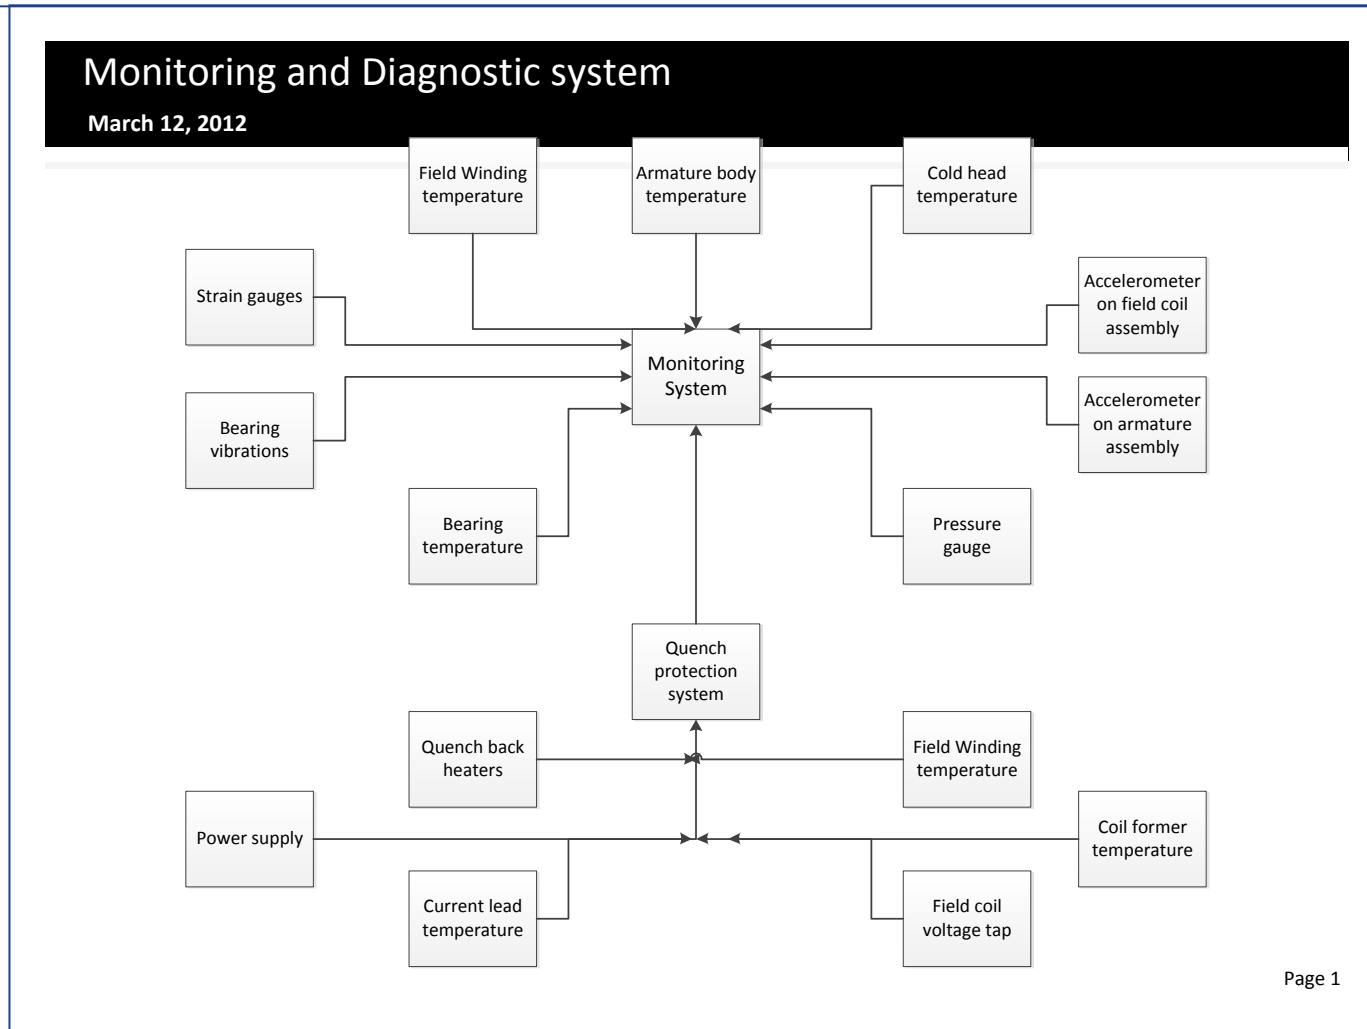 Monitoring and Diagnostic system
March 12, 2012
Field Winding
temperature
Armature body
temperature
Cold head
temperature
Strain gauges
Accelerometer
on field coil
assembly
Monitoring
System
Bearing
vibrations
Accelerometer
on armature
assembly
Bearing
temperature
Pressure
gauge
Quench
protection
system
Quench back
heaters
Field Winding
temperature
Power supply
Coil former
temperature
Current lead
temperature
Field coil
voltage tap
Page 1